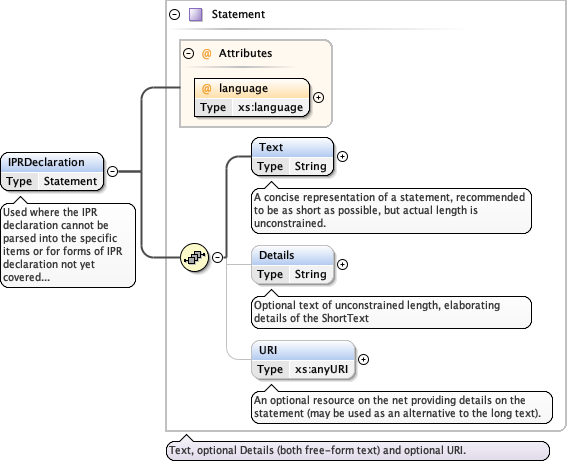 Statement
@ Attributes
@ language
Type xs:language
IPRDeclaration
Type Statement
Used where the IPR
declaration cannot be
parsed into the specific
items or for forms of IPR
declaration not yet
covered...
Text
Type String
A concise representation of a statement, recommended
to be as short as possible, but actual length is
unconstrained.
Details
Type String
Optional text of unconstrained length, elaborating
details of the ShortText
URI
Type xs:anyURI
An optional resource on the net providing details on the
statement (may be used as an alternative to the long text).
Text, optional Details (both free-form text) and optional URI.